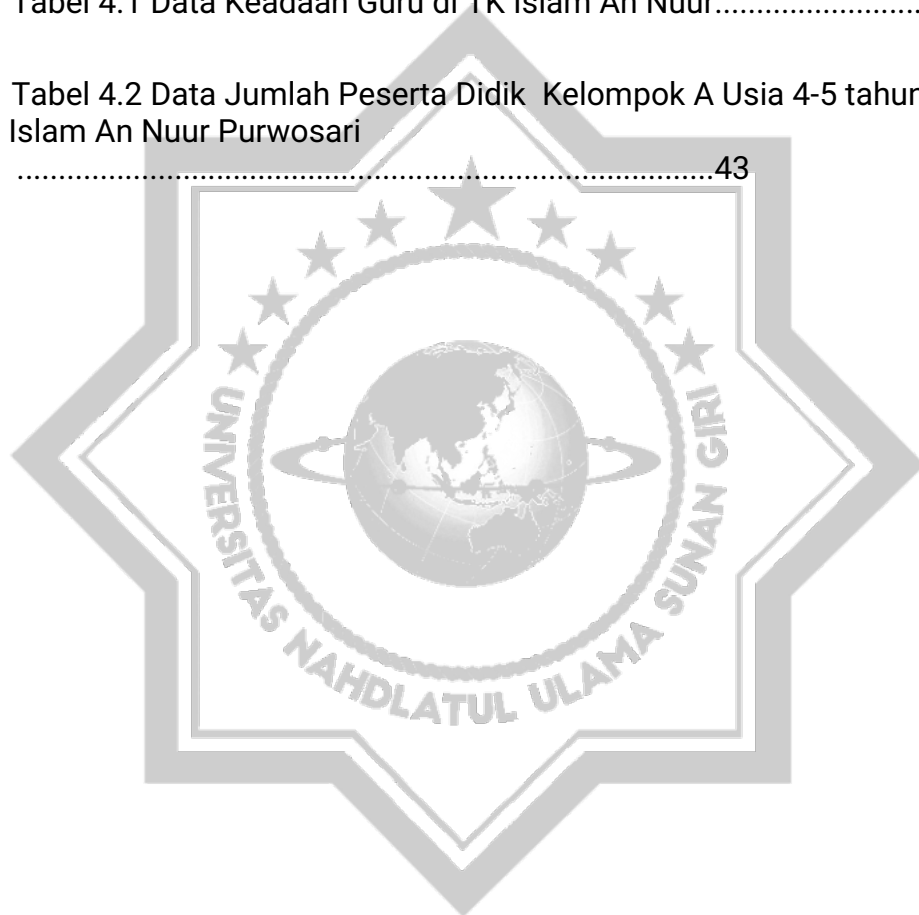 Tabel 4.1 Data Keadaan Guru di TK Islam An Nuur.........................
Tabel 4.2 Data Jumlah Peserta Didik  Kelompok A Usia 4-5 tahun
Islam An Nuur Purwosari
.....................................................................................43
UNIVERSITAS NAHDLATUL ULAMA SUNAN GIRI